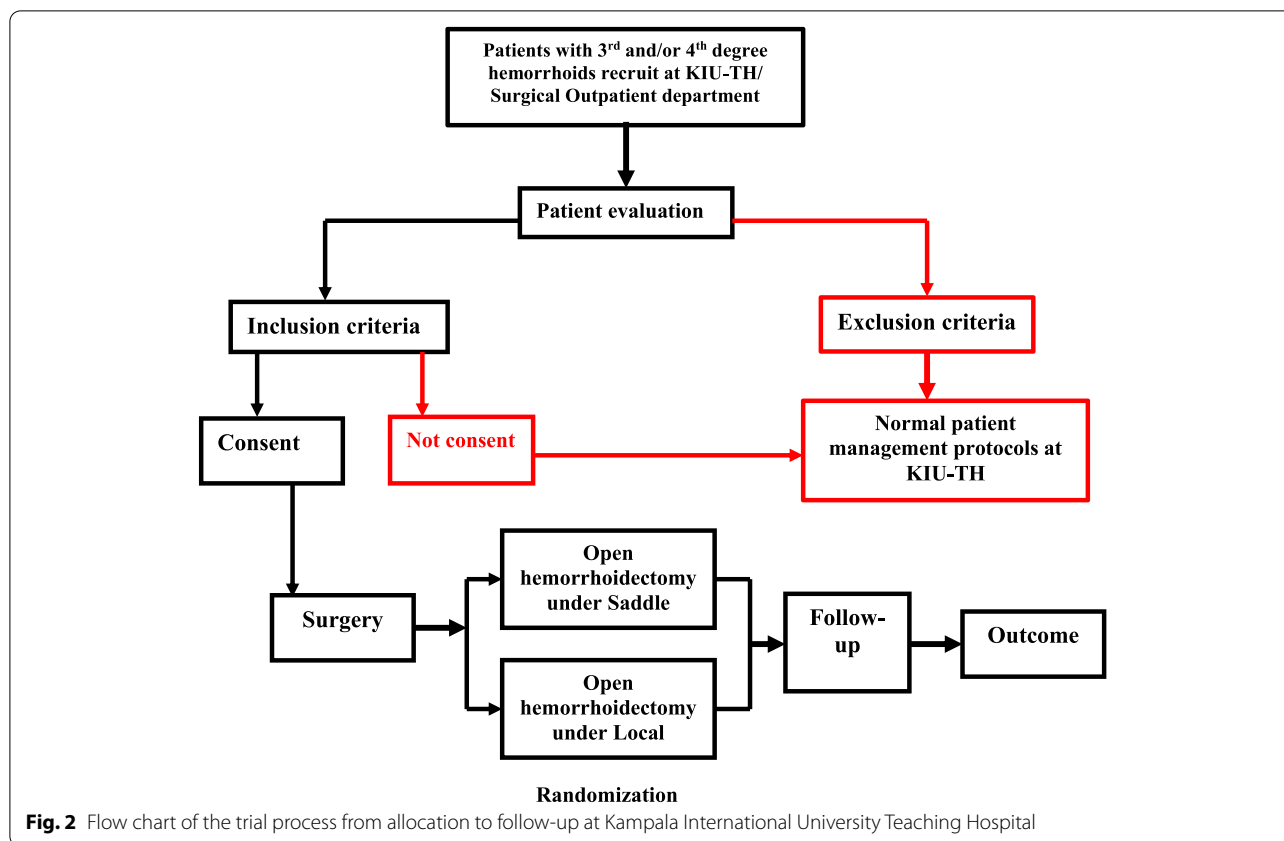 Patients with 3rd and/or 4th degree
hemorrhoids recruit at KIU-TH/
Surgical Outpatient department
Patient evaluation
Inclusion criteria
Exclusion criteria
Consent
Not consent
Normal patient
management protocols at
KIU-TH
Open
hemorrhoidectomy
under Saddle
Surgery
Follow-
up
Outcome
Open
hemorrhoidectomy
under Local
Randomization
Fig. 2 Flow chart of the trial process from allocation to follow-up at Kampala International University Teaching Hospital